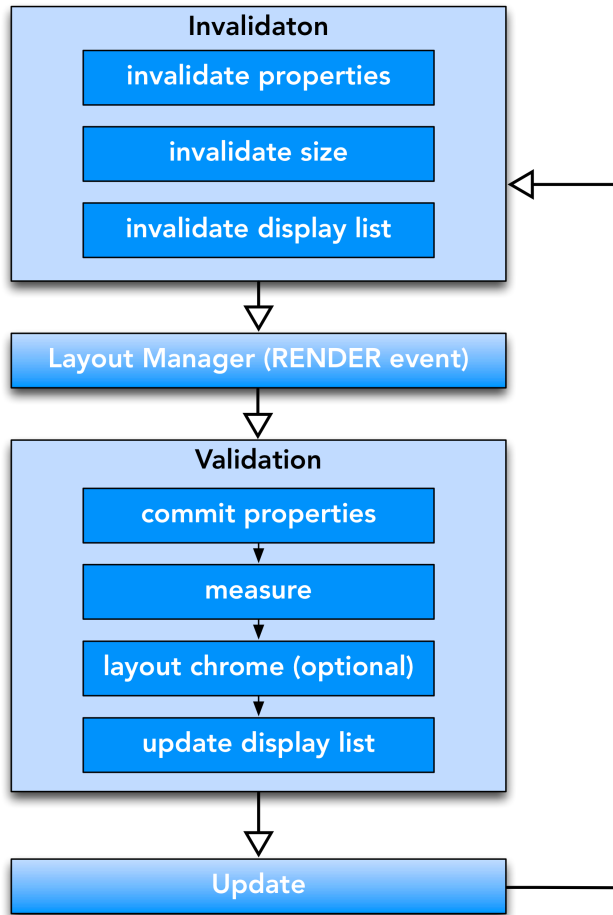 Invalidaton
invalidate properties
invalidate size
invalidate display list
Layout Manager (RENDER event)
Validation
commit properties
measure
layout chrome (optional)
update display list
Update